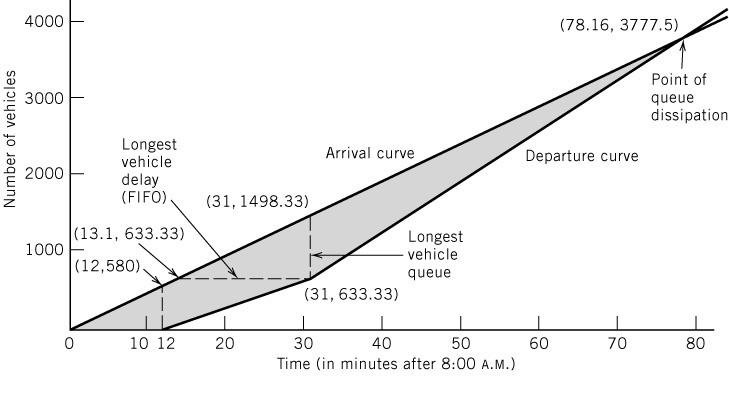 4000
3000
2000
1000
Number of vehicles
(78.16, 3777.5)
Point of
queue
dissipation
Longest
vehicle
delay
(FIFO)
Arrival curve
Departure curve
(31, 1498.33)
(13.1, 633.33)
(12,580)
Longest
vehicle
queue
(31, 633.33)
0 10 12 20 30 40 50 60 70 80
Time (in minutes after 8:00 A.M.)